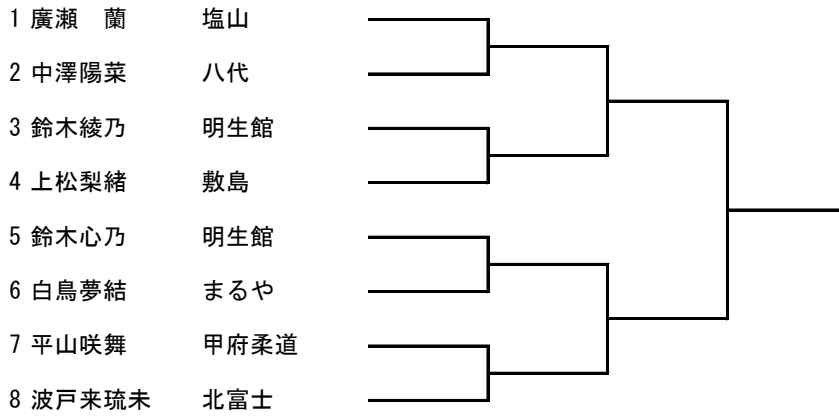 1 廣瀬　蘭 塩山
2 中澤陽菜 八代
3 鈴木綾乃 明生館
4 上松梨緒 敷島
5 鈴木心乃 明生館
6 白鳥夢結 まるや
7 平山咲舞 甲府柔道
8 波戸来琉未 北富士